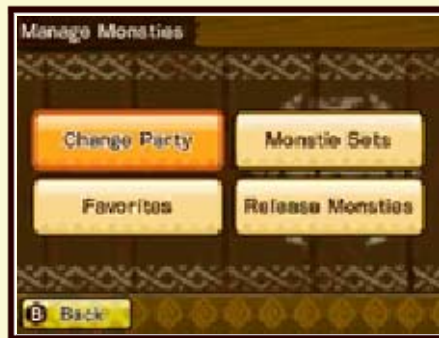 Manage Monsties
Change Party
Monstie Sets
Favorites
Release Monsties
B Back